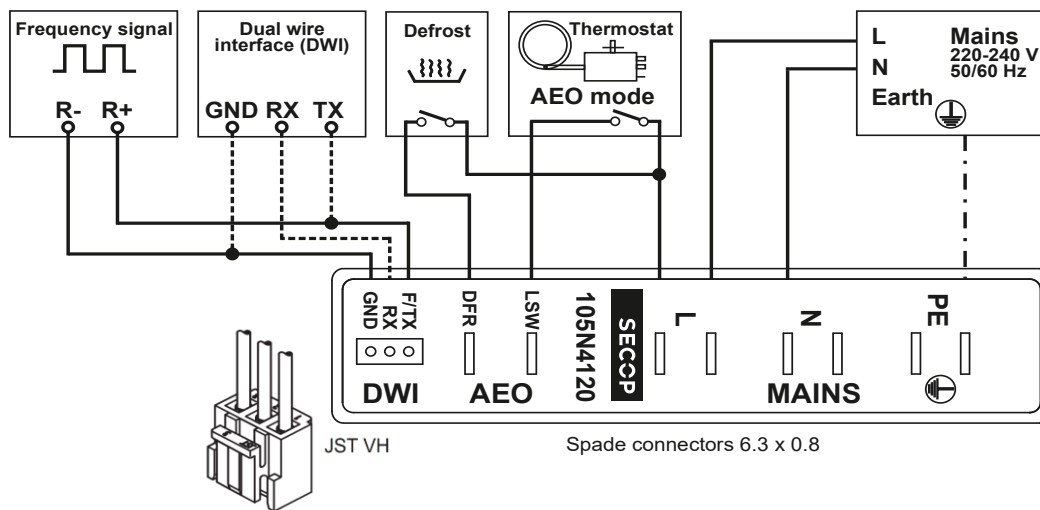 Frequency signal
R- R+
Dual wire
interface (DWI)
GND RX TX
Defrost
Thermostat
AEO mode
L
N
Earth
Mains
220-240 V
50/60 Hz
GND
RX
F/TX
DWI
DFR
LSW
AEO
105N4120
SECOP
L
N
MAINS
PE
JST VH
Spade connectors 6.3 x 0.8